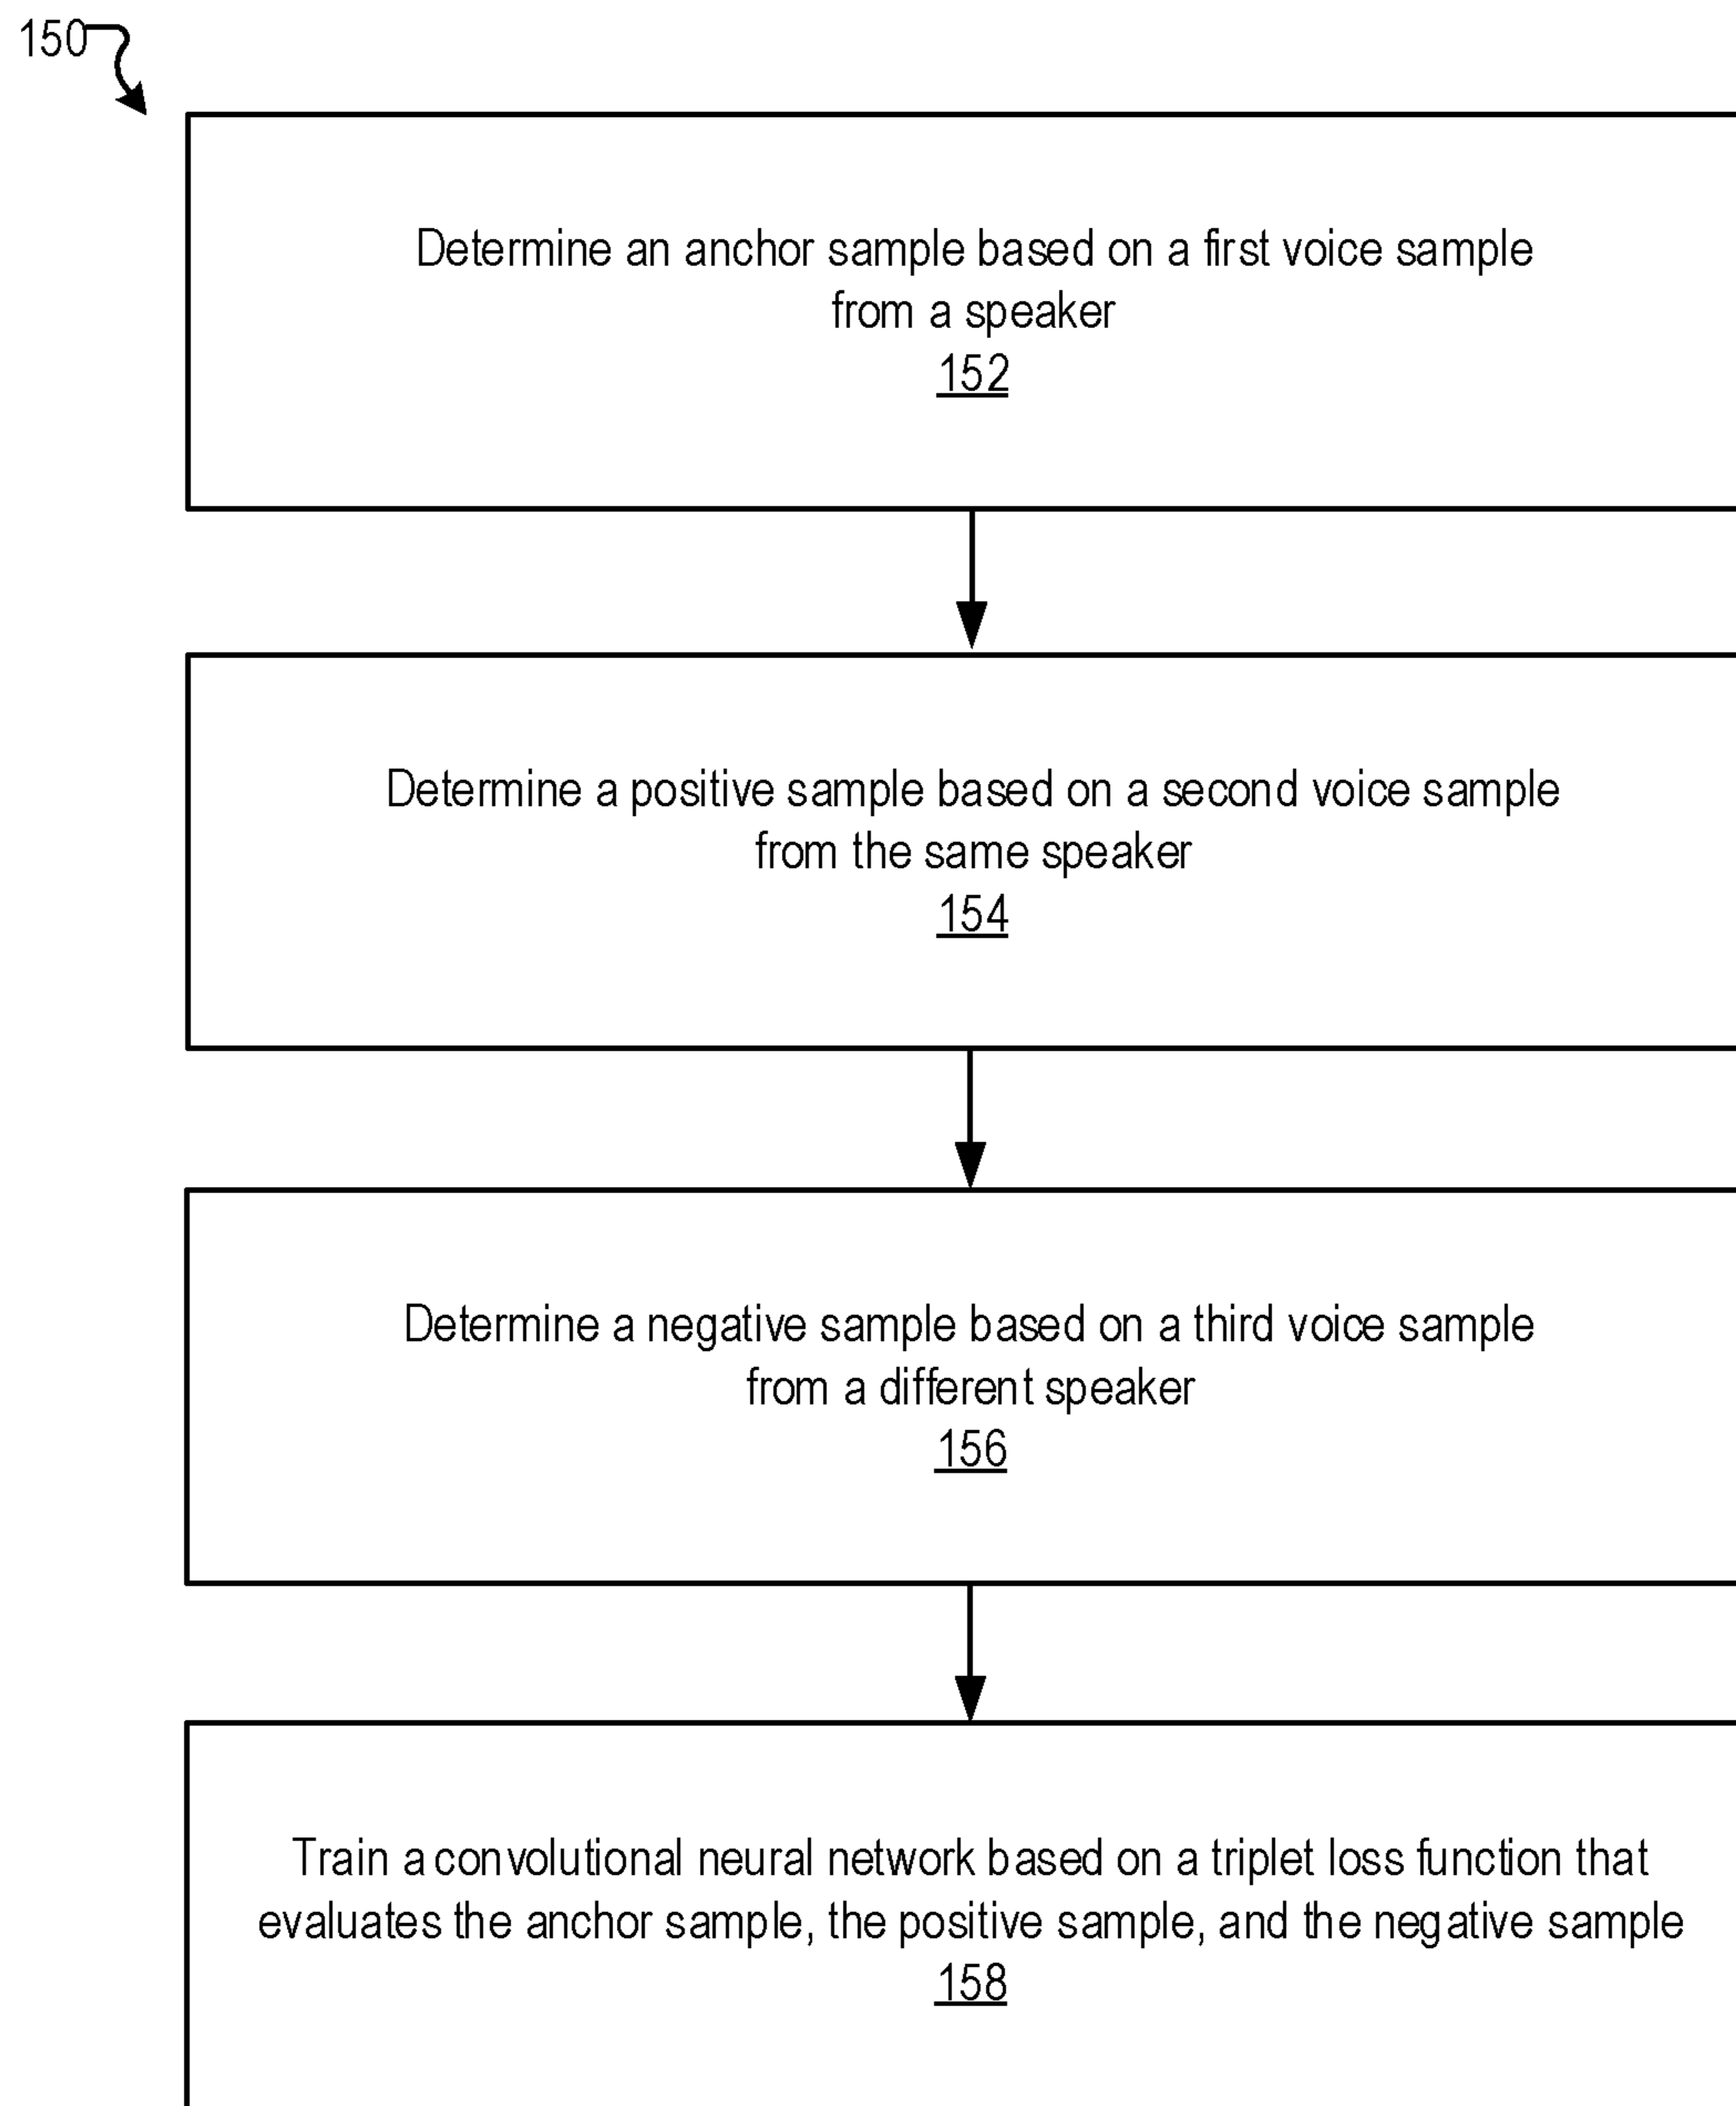 150
Determine an anchor sample based on a first voice sample
from a speaker
152
Determine a positive sample based on a second voice sample
from the same speaker
154
Determine a negative sample based on a third voice sample
from a different speaker
156
Train a convolutional neural network based on a triplet loss function that
evaluates the anchor sample, the positive sample, and the negative sample
158